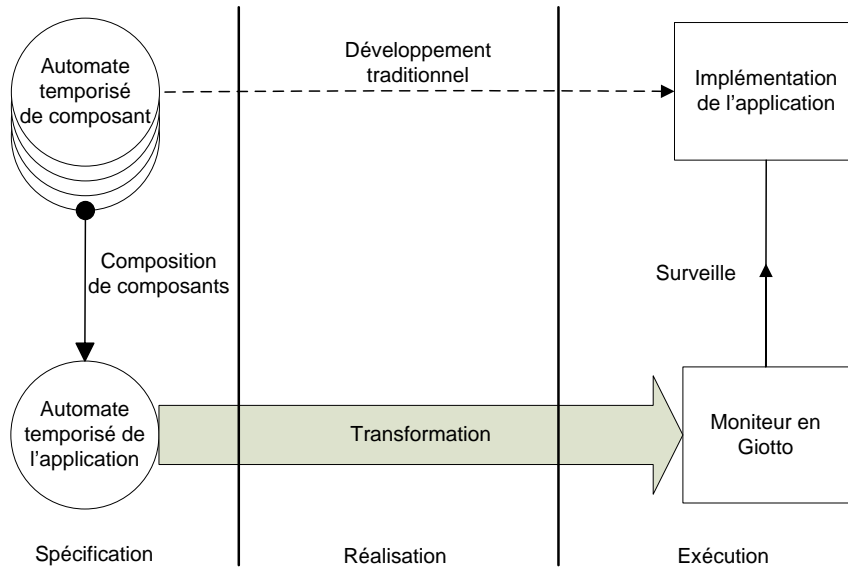 Automate
temporisé
de composant
Développement
traditionnel
Implémentation
de l'application
Composition
de composants
Surveille
Automate
temporisé de
l'application
Transformation
Moniteur en
Giotto
Spécification
Réalisation
Exécution